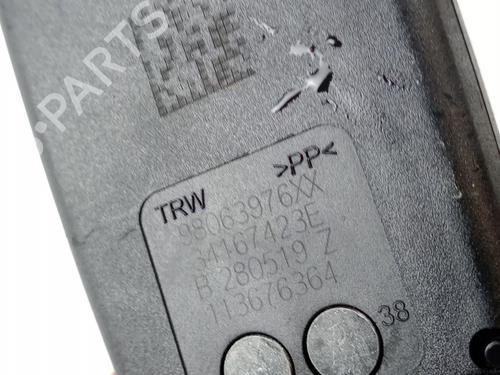 PARTS
TRW >PP<
98063976XX
34167423E
B 280519 Z
113676364
38